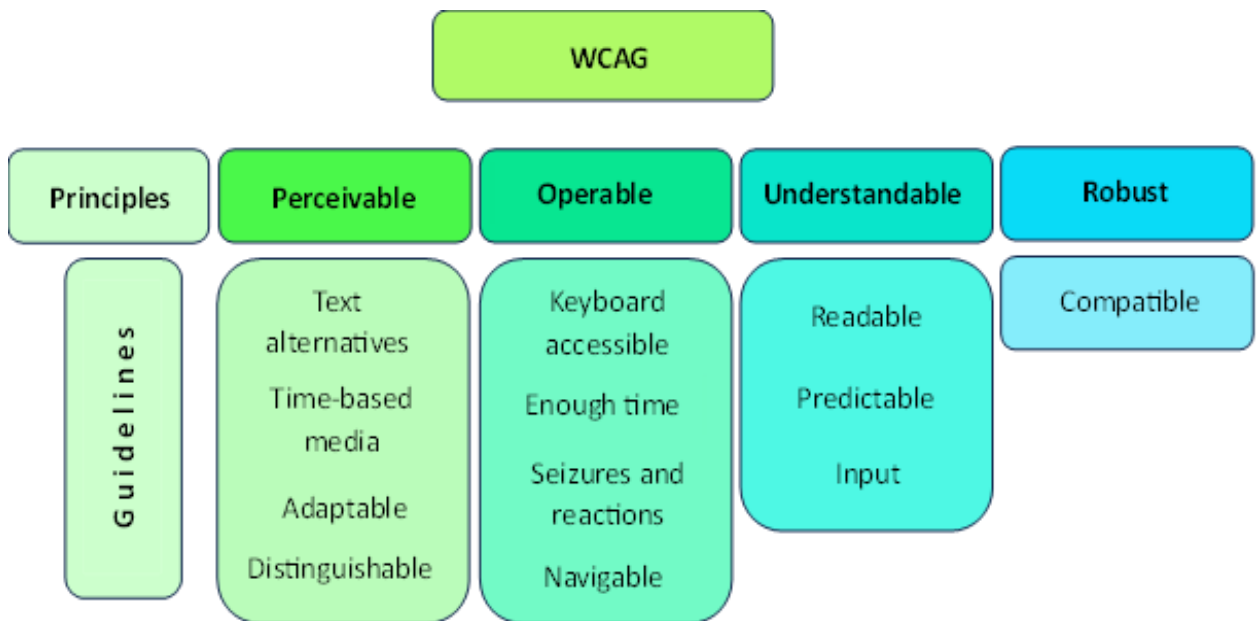 WCAG
Principles
Perceivable
Operable
Understandable
Robust
Guidelines
Text
alternatives
Time-based
media
Adaptable
Distinguishable
Keyboard
accessible
Enough time
Seizures and
reactions
Navigable
Readable
Predictable
Input
Compatible